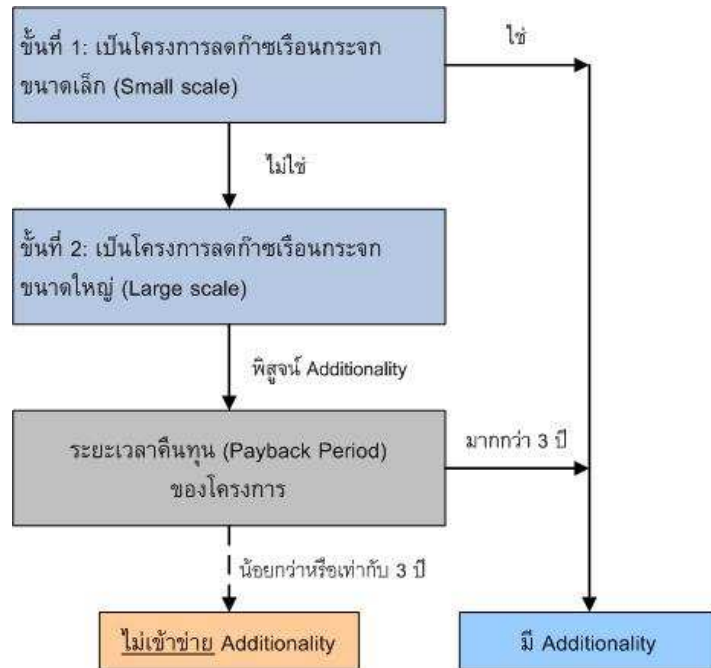 ขั้นที่ 1: เป็นโครงการลดก๊าซเรือนกระจก
ขนาดเล็ก (Small scale)
ใช่
ไม่ใช่
ขั้นที่ 2: เป็นโครงการลดก๊าซเรือนกระจก
ขนาดใหญ่ (Large scale)
พิสูจน์ Additionality
ระยะเวลาคืนทุน (Payback Period)
ของโครงการ
มากกว่า 3 ปี
น้อยกว่าหรือเท่ากับ 3 ปี
ไม่เข้าข่าย Additionality
มี Additionality